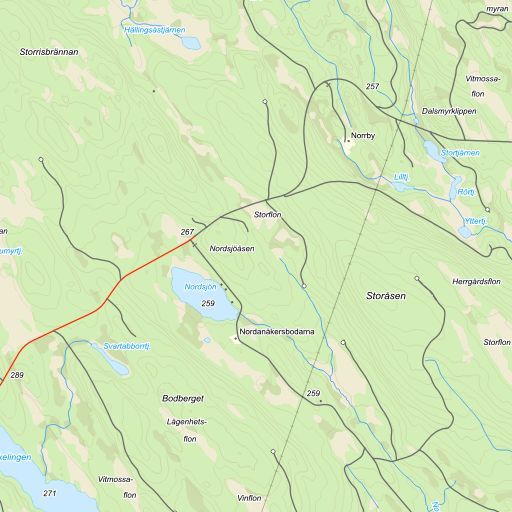 myran
Hällingsåstjärnen
Storrisbrännan
Vitmossa-
flon
257
Dalsmyrklippen
Norrby
Stortjärnen
Lilltj.
Rörtj.
Yttertj.
Storflon
267
Nordsjöåsen
Herrgårdsflon
Nordsjön
259
Storåsen
Nordanåkersbodarna
Svartabborrtj.
Storflon
289
Bodberget
259
Lägenhets-
flon
271
Vitmossa-
flon
Vinflon